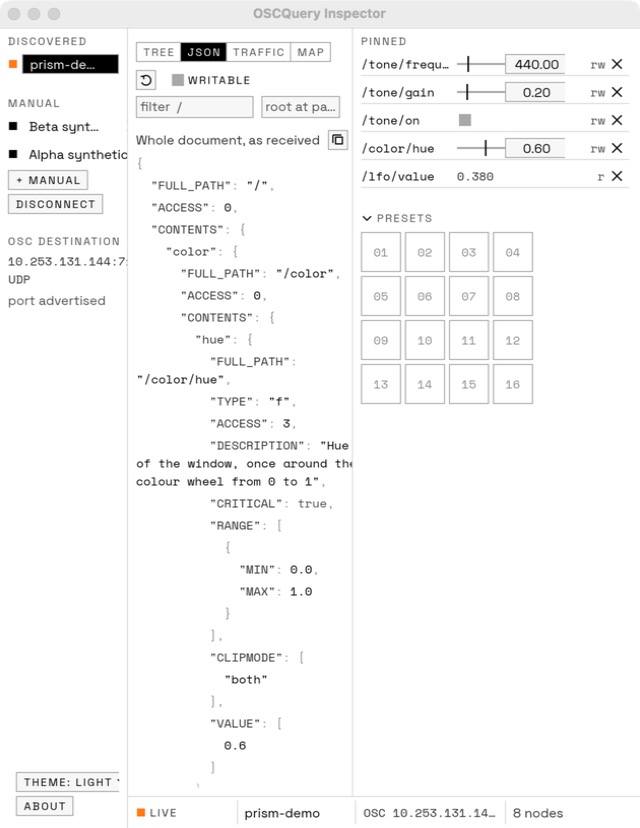 OSCQuery Inspector
DISCOVERED
prism-de…
MANUAL
Beta synt…
Alpha synthetic
+ MANUAL
DISCONNECT
OSC DESTINATION
10.253.131.144:7
UDP
port advertised
THEME: LIGHT
ABOUT
TREE JSON TRAFFIC MAP
WRITABLE
filter /
root at pa…
Whole document, as received
{
"FULL_PATH": "/",
"ACCESS": 0,
"CONTENTS": {
"color": {
"FULL_PATH": "/color",
"ACCESS": 0,
"CONTENTS": {
"hue": {
"FULL_PATH":
"/color/hue",
"TYPE": "f",
"ACCESS": 3,
"DESCRIPTION": "Hue
of the window, once around the
colour wheel from 0 to 1",
"CRITICAL": true,
"RANGE": [
{
"MIN": 0.0,
"MAX": 1.0
}
],
"CLIPMODE": [
"both"
],
"VALUE": [
0.6
]
PINNED
/tone/frequ… 440.00 rw
/tone/gain 0.20 rw
/tone/on rw
/color/hue 0.60 rw
/lfo/value 0.380 r
PRESETS
01 02 03 04
05 06 07 08
09 10 11 12
13 14 15 16
LIVE
prism-demo
OSC 10.253.131.14…
8 nodes